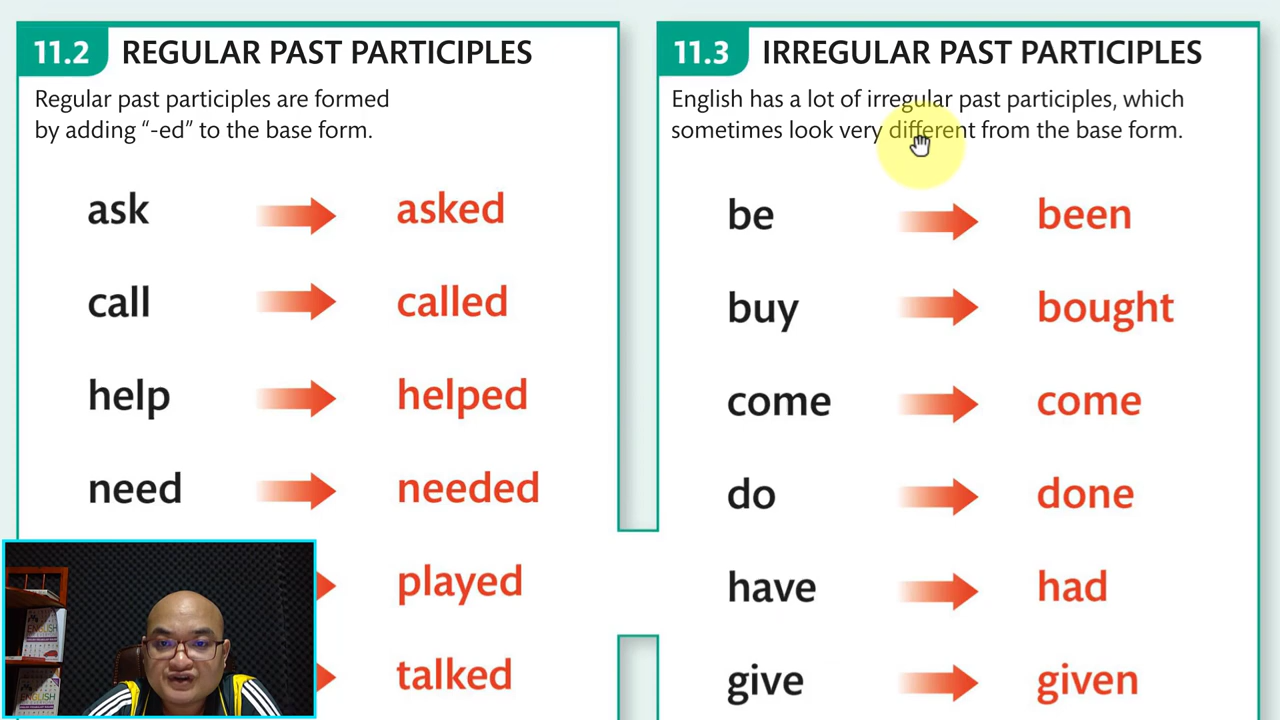 11.2 REGULAR PAST PARTICIPLES
Regular past participles are formed
by adding “-ed” to the base form.
ask asked
call called
help helped
need needed
played
talked
11.3 IRREGULAR PAST PARTICIPLES
English has a lot of irregular past participles, which
sometimes look very different from the base form.
be been
buy bought
come come
do done
have had
give given
ENGLISH
ENGLISH